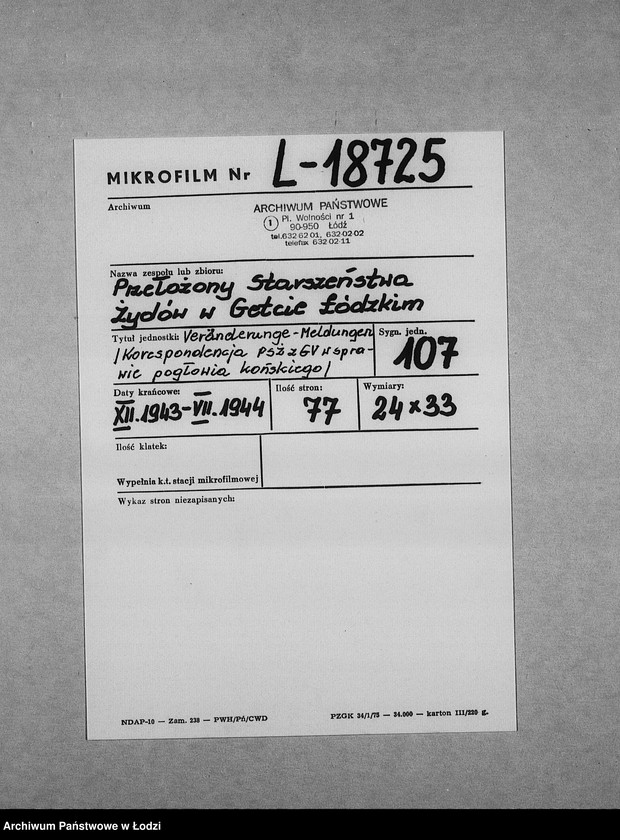 MIKROFILM Nr L-18725
Archiwum
ARCHIWUM PAŃSTWOWE
1 Pl. Wolności nr 1
90-950 Łódź
tel. 632 62 01, 632-02-02
telefax 632 02-11
Nazwa zespołu lub zbioru:
Przełożony Starszeństwa
Żydów w Getcie Łódzkim
Tytuł jednostki: Veränderunge-Meldungen
/Korespondencja PSŻ z GV w spra-
wie pogłowia końskiego/
Sygn. jedn.
107
Daty krańcowe:
XII.1943-VII.1944
Ilość stron:
77
Wymiary:
24x33
Ilość klatek:
Wypełnia k.t. stacji mikrofilmowej
Wykaz stron niezapisanych:
NDAP-10 — Zam. 238 — PWH/Pń/CWD
PZGK 34/1/75 — 34.000 — karton III/220 g.
Archiwum Państwowe w Łodzi